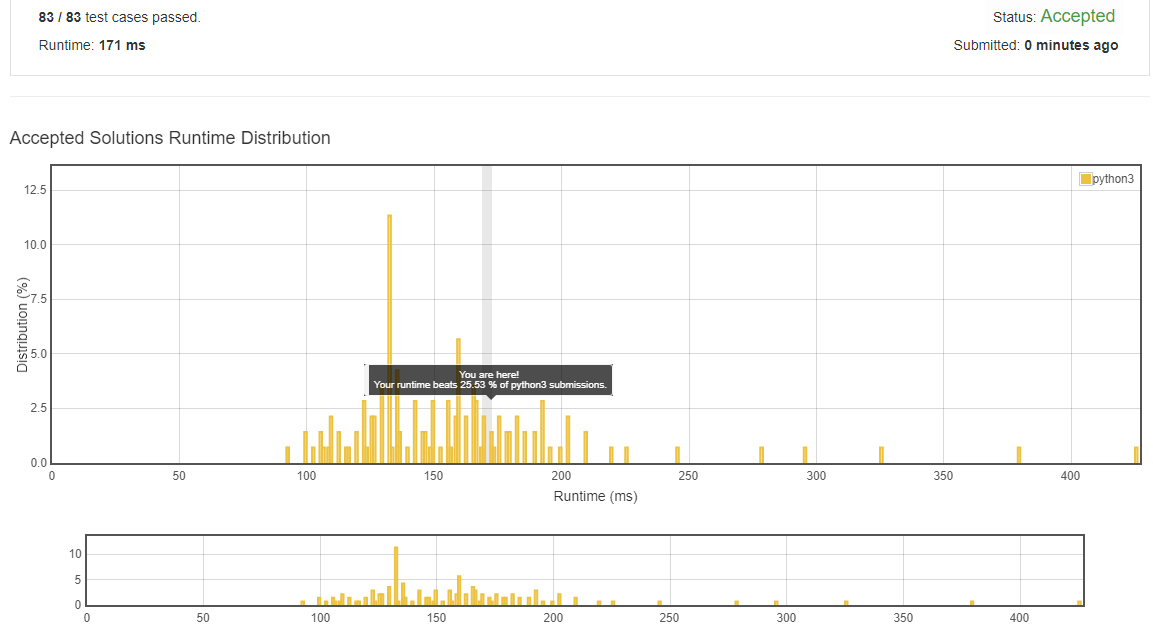 83 / 83 test cases passed.
Status: Accepted
Runtime: 171 ms
Submitted: 0 minutes ago
Accepted Solutions Runtime Distribution
python3
12.5
10.0
7.5
5.0
2.5
0.0
Distribution (%)
You are here!
Your runtime beats 25.53 % of python3 submissions.
0 50 100 150 200 250 300 350 400
Runtime (ms)
10
5
0
0 50 100 150 200 250 300 350 400